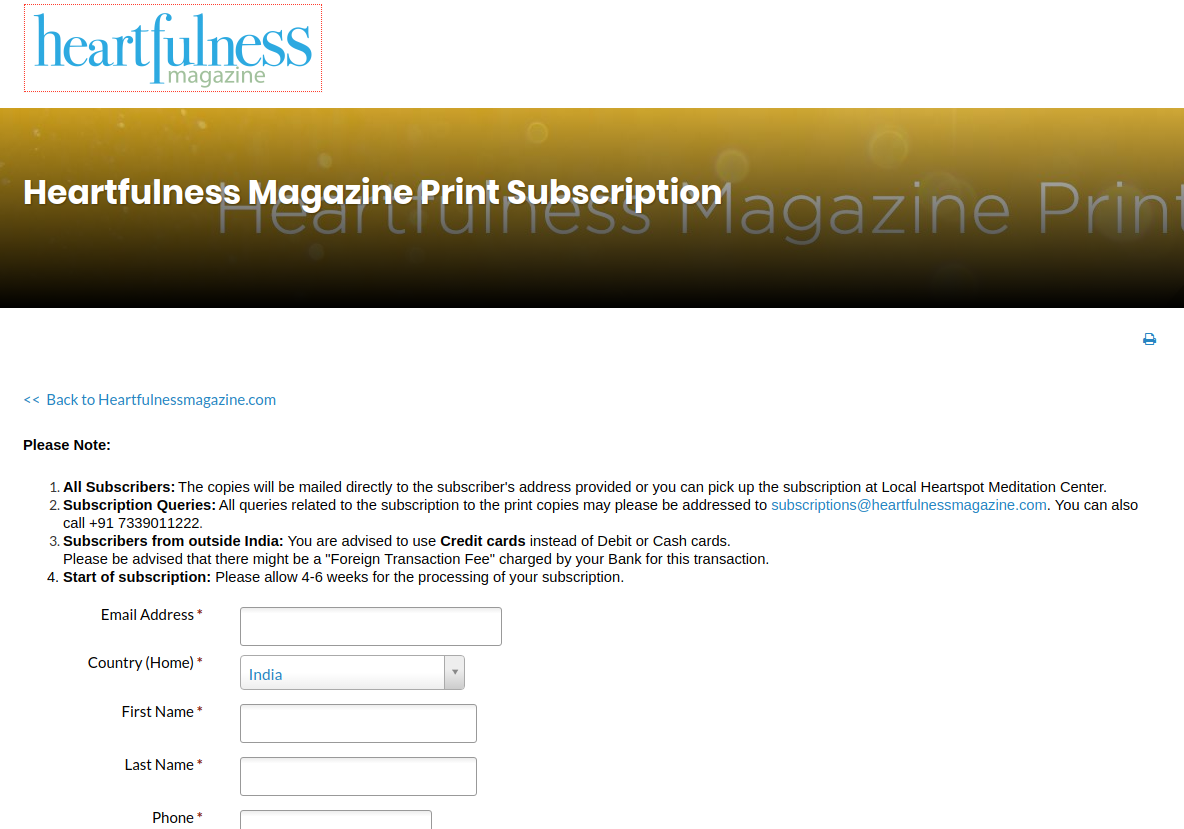 heartfulness
magazine
Heartfulness Magazine Print Subscription
Heartfulness Magazine Print
<< Back to Heartfulnessmagazine.com
Please Note:
1. All Subscribers: The copies will be mailed directly to the subscriber's address provided or you can pick up the subscription at Local Heartspot Meditation Center.
2. Subscription Queries: All queries related to the subscription to the print copies may please be addressed to subscriptions@heartfulnessmagazine.com. You can also
call +91 7339011222.
3. Subscribers from outside India: You are advised to use Credit cards instead of Debit or Cash cards.
Please be advised that there might be a "Foreign Transaction Fee" charged by your Bank for this transaction.
4. Start of subscription: Please allow 4-6 weeks for the processing of your subscription.
Email Address *
Country (Home) *
India
First Name *
Last Name *
Phone *